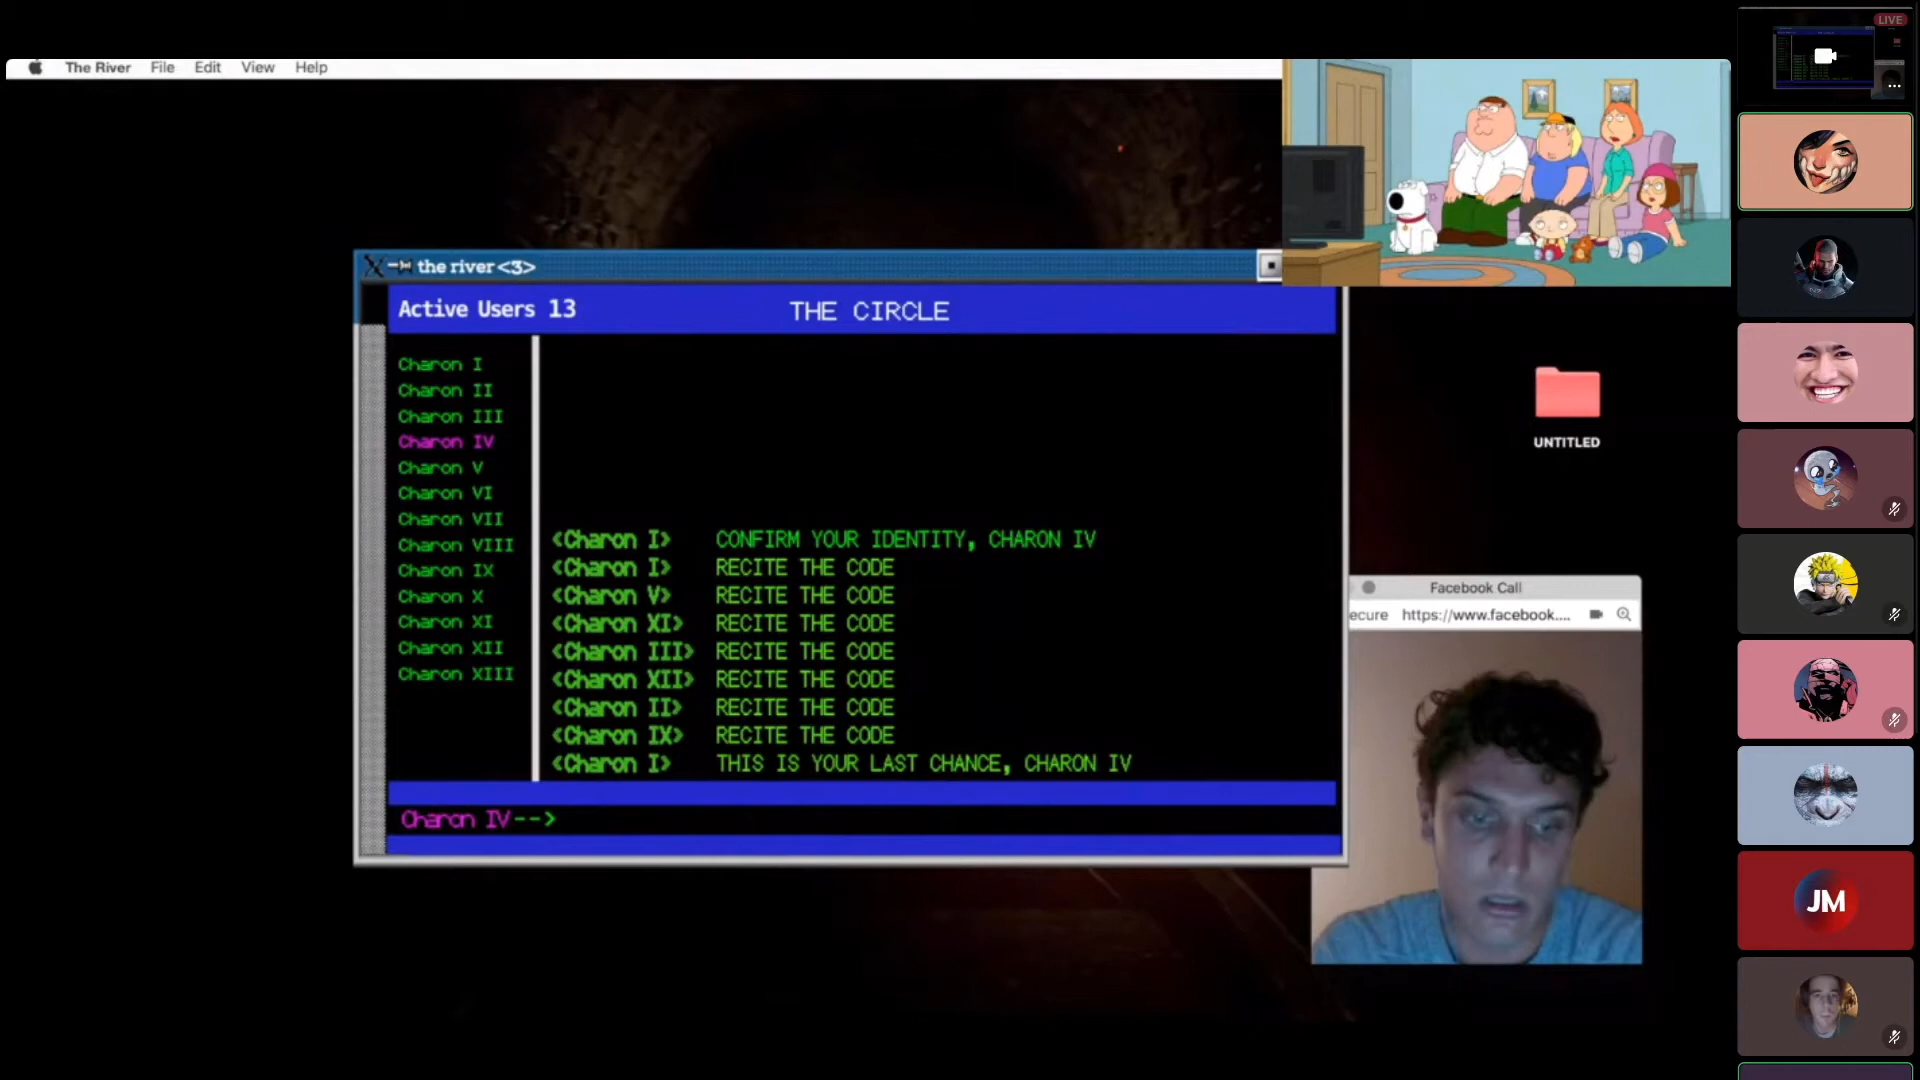 LIVE
The River File Edit View Help
the river<3>
Active Users 13
THE CIRCLE
Charon I
Charon II
Charon III
Charon IV
Charon V
Charon VI
Charon VII
Charon VIII
Charon IX
Charon X
Charon XI
Charon XII
Charon XIII
<Charon I> CONFIRM YOUR IDENTITY, CHARON IV
<Charon I> RECITE THE CODE
<Charon V> RECITE THE CODE
<Charon XI> RECITE THE CODE
<Charon III> RECITE THE CODE
<Charon XII> RECITE THE CODE
<Charon II> RECITE THE CODE
<Charon IX> RECITE THE CODE
<Charon I> THIS IS YOUR LAST CHANCE, CHARON IV
Charon IV-->
UNTITLED
Facebook Call
ecure https://www.facebook....
JM